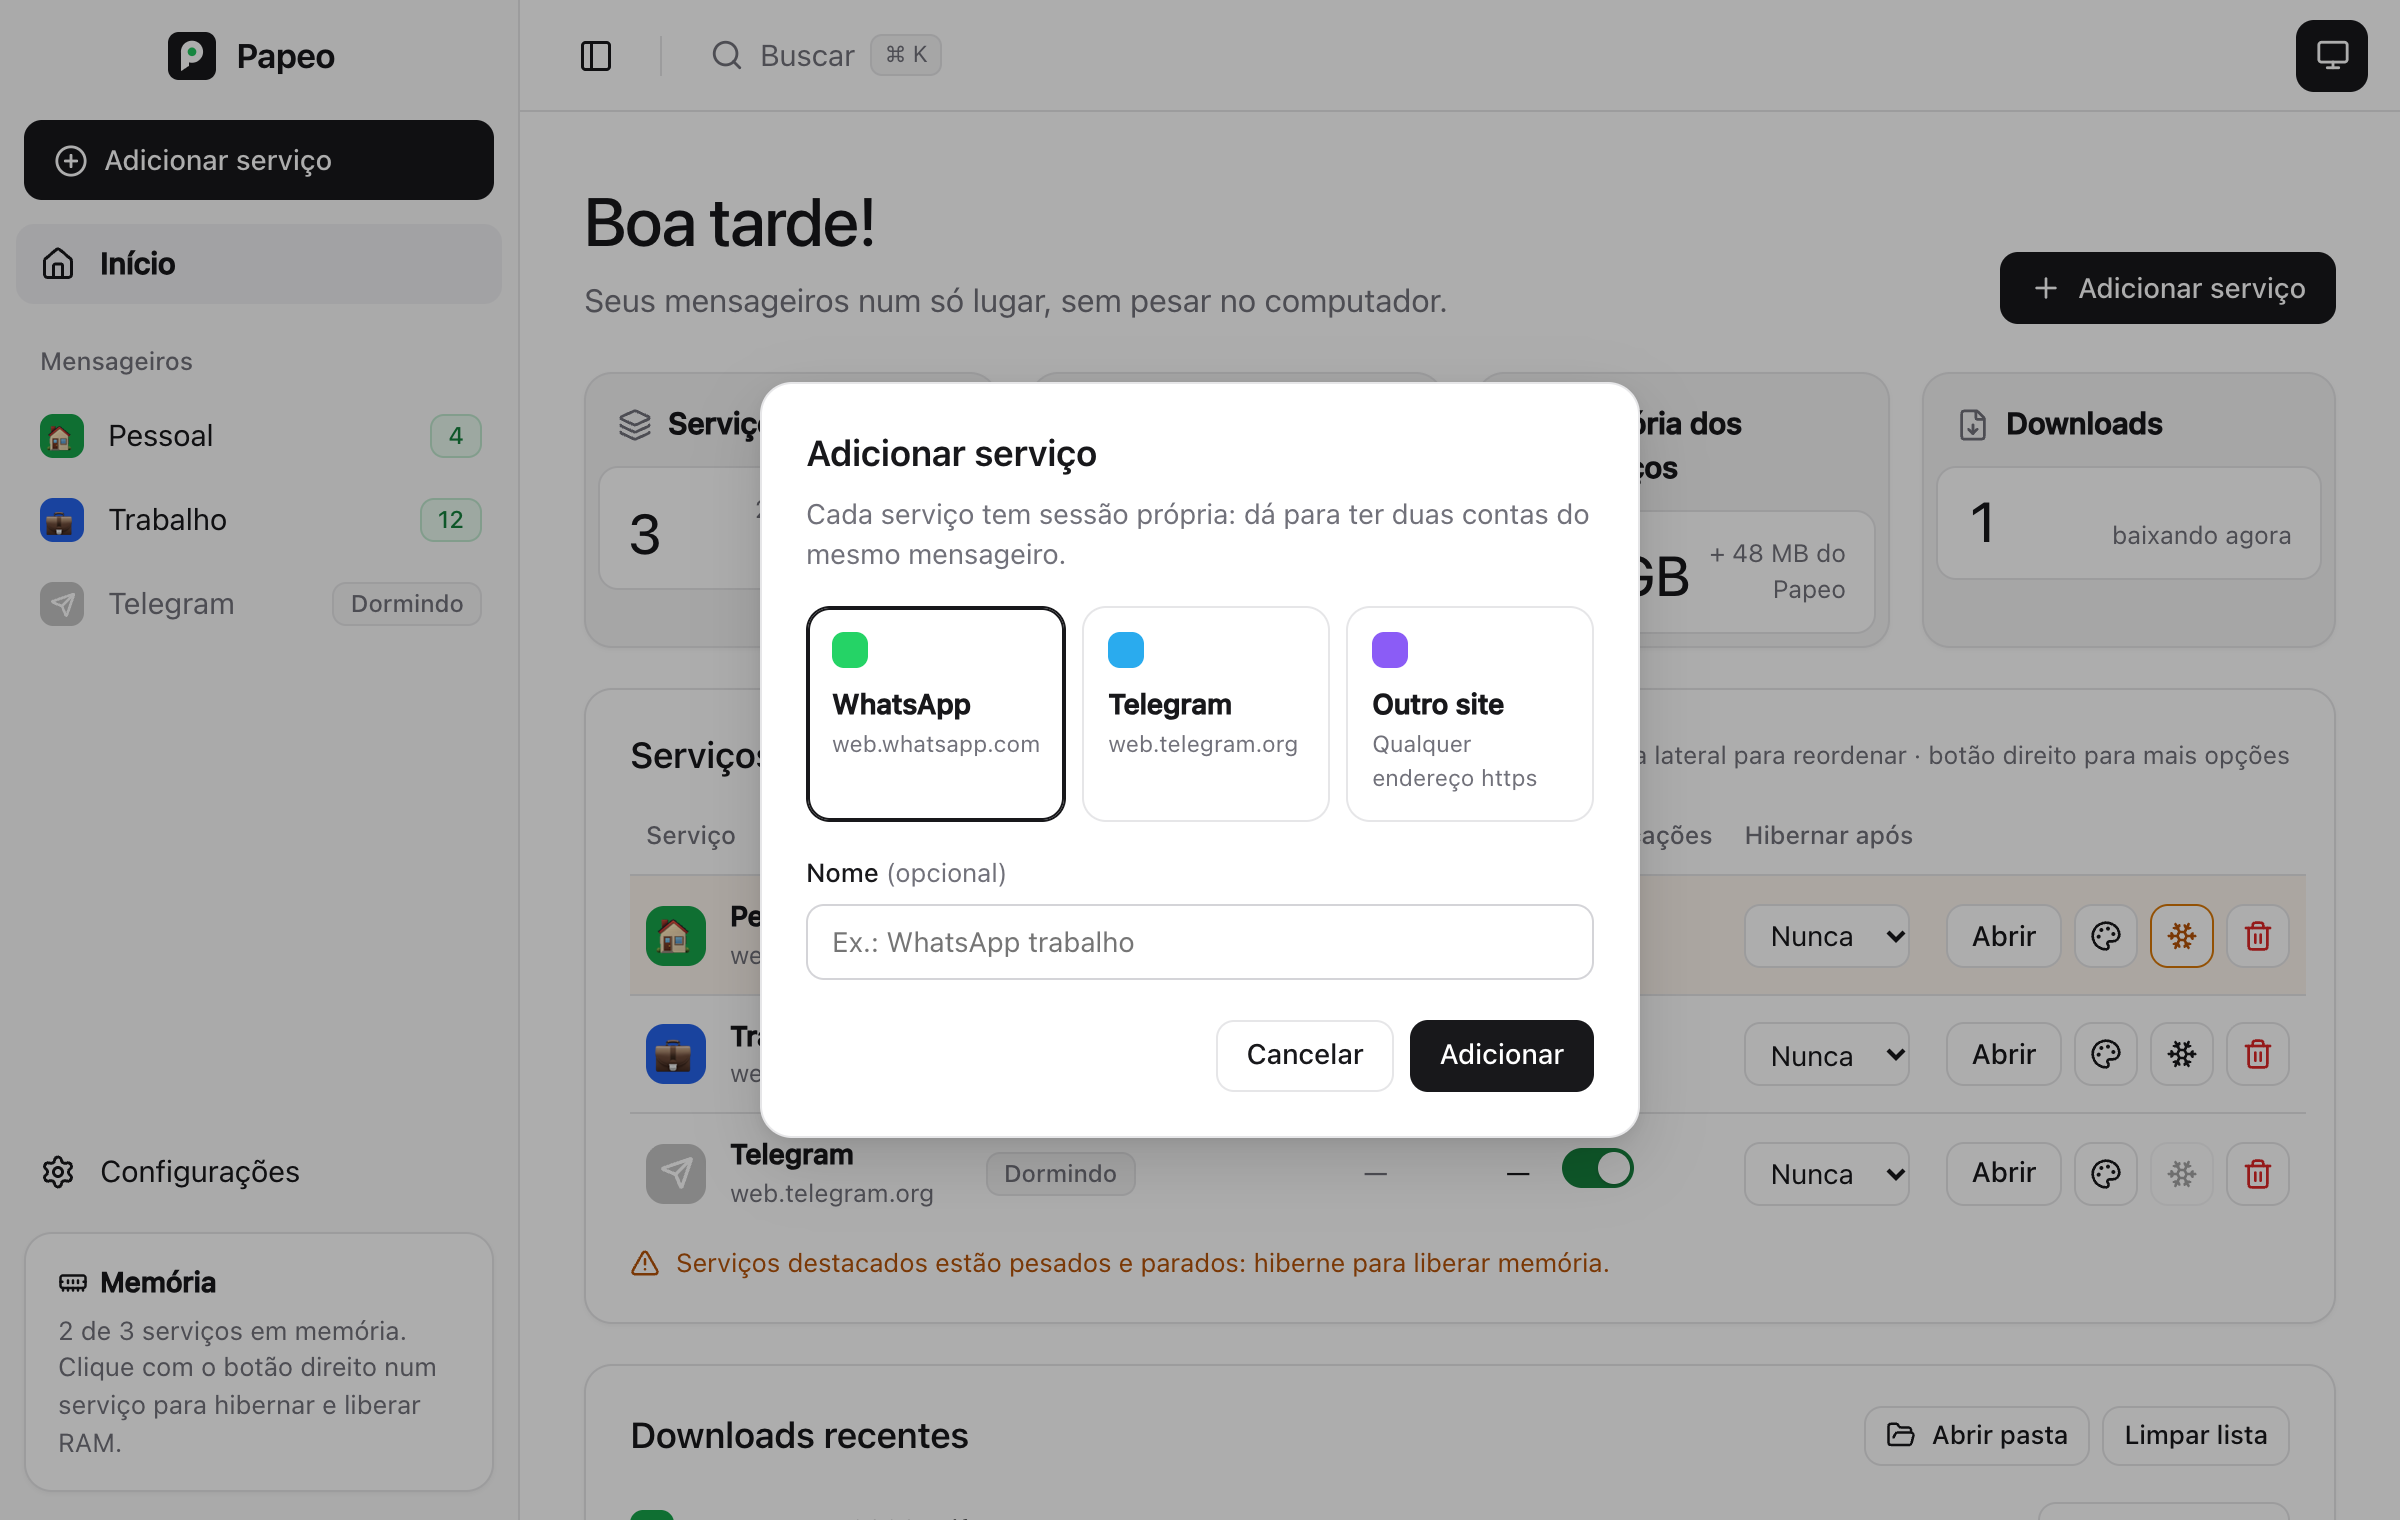 Papeo
Buscar
⌘ K
Adicionar serviço
Início
Mensageiros
Pessoal
4
Trabalho
12
Telegram
Dormindo
Configurações
Memória
2 de 3 serviços em memória.
Clique com o botão direito num
serviço para hibernar e liberar
RAM.
Boa tarde!
Seus mensageiros num só lugar, sem pesar no computador.
Adicionar serviço
3
GB
+ 48 MB do
Papeo
Downloads
1
baixando agora
Adicionar serviço
Cada serviço tem sessão própria: dá para ter duas contas do
mesmo mensageiro.
WhatsApp
web.whatsapp.com
Telegram
web.telegram.org
Outro site
Qualquer
endereço https
Nome (opcional)
Ex.: WhatsApp trabalho
Cancelar
Adicionar
lateral para reordenar · botão direito para mais opções
Serviço
Hibernar após
Nunca
Abrir
Nunca
Abrir
Telegram
web.telegram.org
Dormindo
—
—
Nunca
Abrir
Serviços destacados estão pesados e parados: hiberne para liberar memória.
Downloads recentes
Abrir pasta
Limpar lista